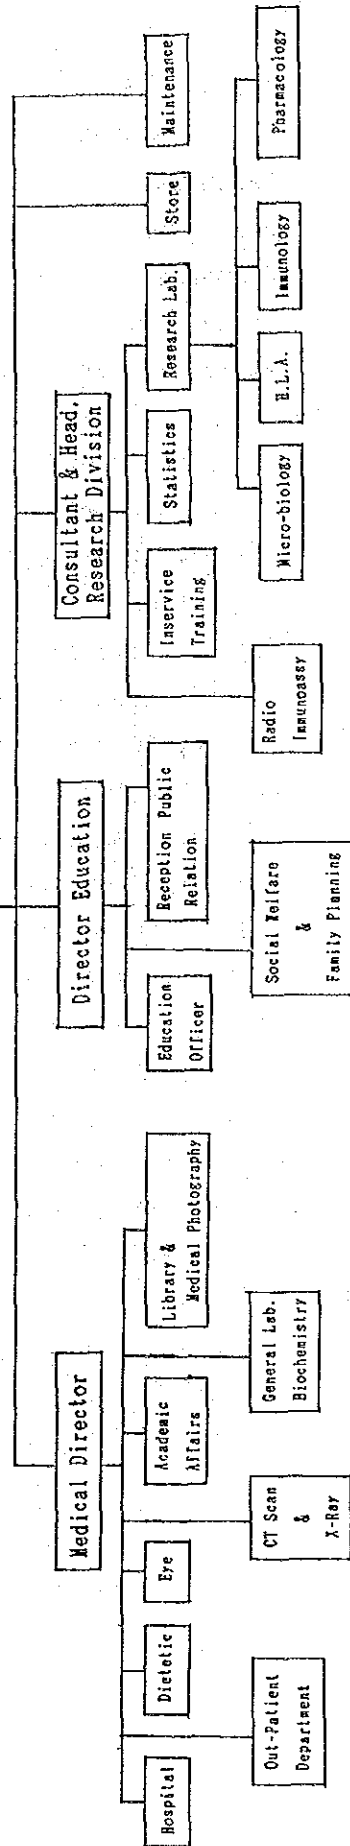 Medical Director
Director Education
Consultant & Head,
Research Division
Store
Maintenance
Hospital
Dietetic
Eye
Academic
Affairs
Library &
Medical Photography
Out-Patient
Department
CT Scan
&
X-Ray
General Lab.
Biochemistry
Education
Officer
Reception Public
Relation
Social Welfare
&
Family Planning
Inservice
Training
Statistics
Research Lab.
Radio
Immunoassy
Micro-biology
H.L.A.
Immunology
Pharmacology